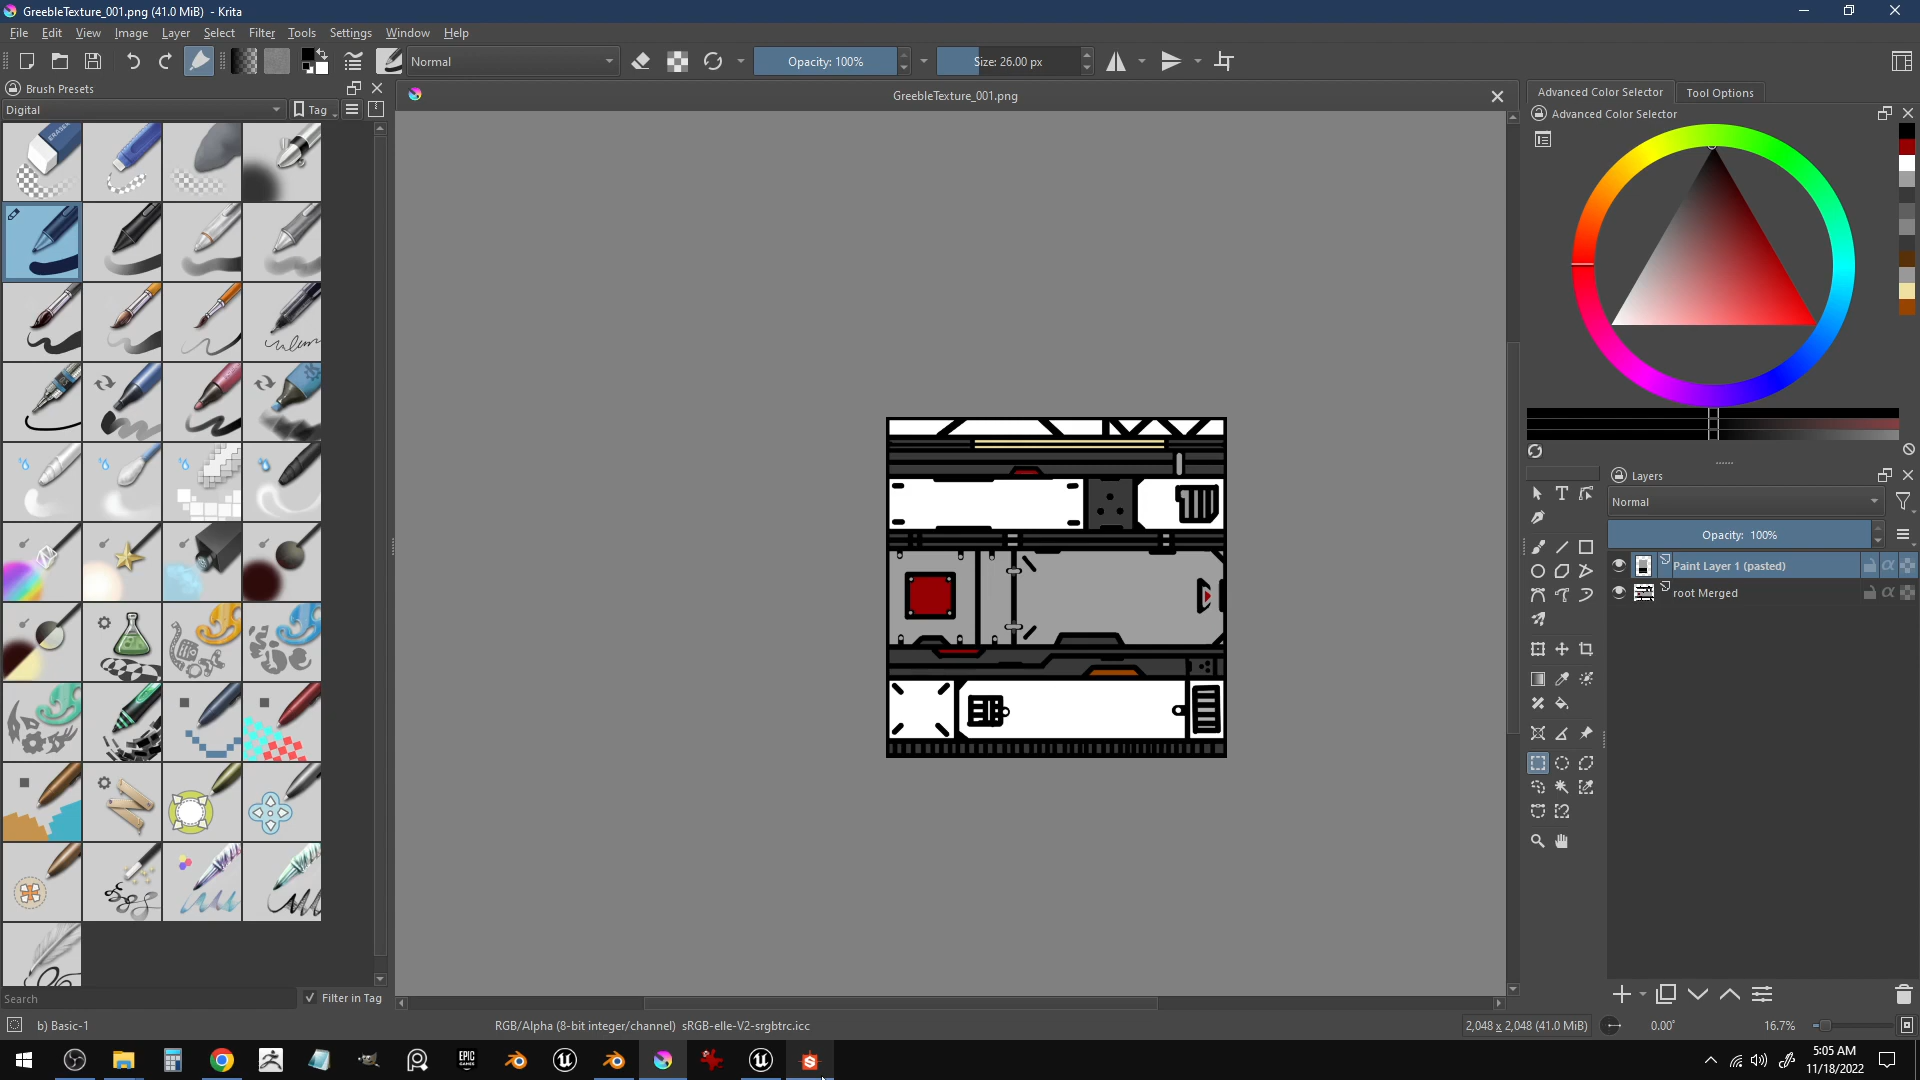 GreebleTexture_001.png (41.0 MiB)  - Krita
File Edit View Image Layer Select Filter Tools Settings Window Help
Normal
Opacity: 100%
Size: 26.00 px
Brush Presets
Digital
Tag
GreebleTexture_001.png
Advanced Color Selector
Tool Options
Advanced Color Selector
ERASER
Layers
Normal
Opacity: 100%
Paint Layer 1 (pasted)
root Merged
Search
Filter in Tag
b) Basic-1
RGB/Alpha (8-bit integer/channel)  sRGB-elle-V2-srgbtrc.icc
2,048 x 2,048 (41.0 MiB)
0.00°
16.7%
EPIC
GAMES
5:05 AM
11/18/2022